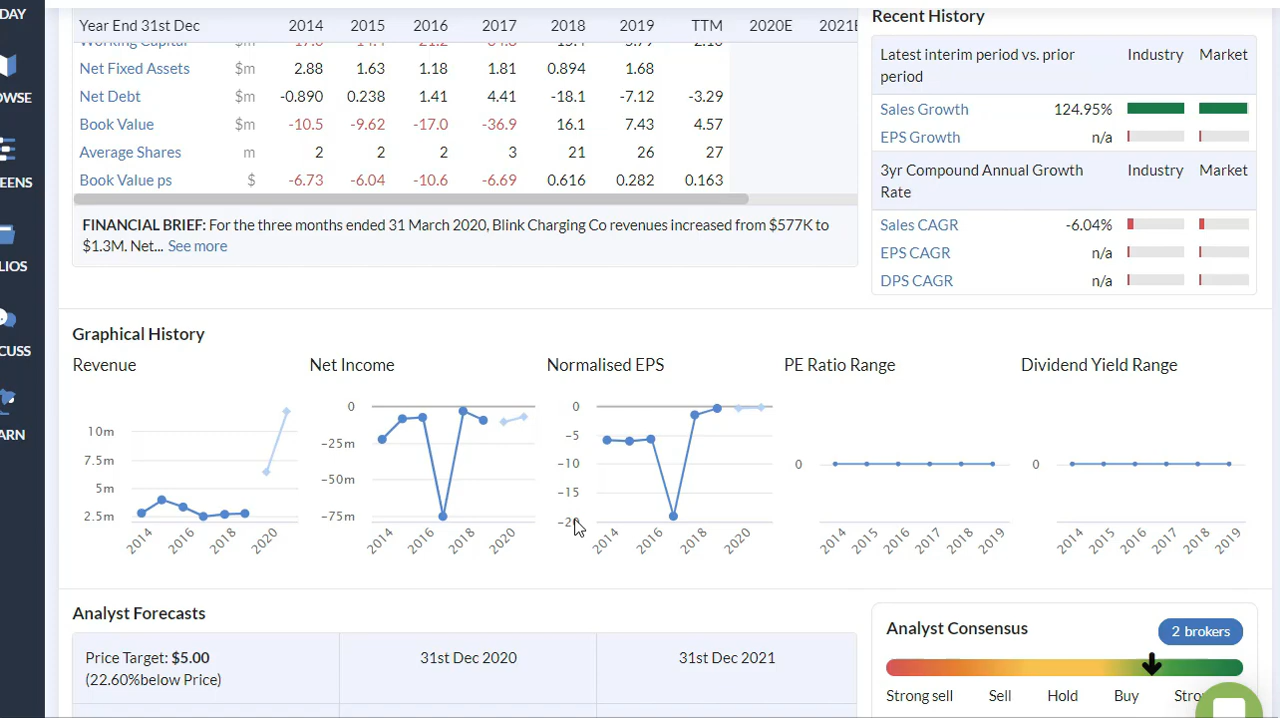 DAY
OWSE
EENS
LIOS
CUSS
ARN
Year End 31st Dec 2014 2015 2016 2017 2018 2019 TTM 2020E 2021E
Working Capital $m
Net Fixed Assets $m 2.88 1.63 1.18 1.81 0.894 1.68
Net Debt $m -0.890 0.238 1.41 4.41 -18.1 -7.12 -3.29
Book Value $m -10.5 -9.62 -17.0 -36.9 16.1 7.43 4.57
Average Shares m 2 2 2 3 21 26 27
Book Value ps $ -6.73 -6.04 -10.6 -6.69 0.616 0.282 0.163
FINANCIAL BRIEF: For the three months ended 31 March 2020, Blink Charging Co revenues increased from $577K to
$1.3M. Net... See more
Recent History
Latest interim period vs. prior Industry Market
period
Sales Growth 124.95%
EPS Growth n/a
3yr Compound Annual Growth Industry Market
Rate
Sales CAGR -6.04%
EPS CAGR n/a
DPS CAGR n/a
Graphical History
Revenue
10m
7.5m
5m
2.5m
2014 2016 2018 2020
Net Income
0
-25m
-50m
-75m
2014 2016 2018 2020
Normalised EPS
0
-5
-10
-15
-20
2014 2016 2018 2020
PE Ratio Range
0
2014 2015 2016 2017 2018 2019
Dividend Yield Range
0
2014 2015 2016 2017 2018 2019
Analyst Forecasts
Price Target: $5.00 31st Dec 2020 31st Dec 2021
(22.60%below Price)
Analyst Consensus 2 brokers
Strong sell Sell Hold Buy Stro